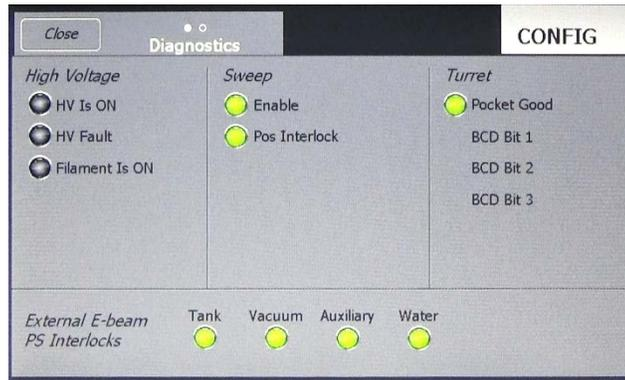 Close
Diagnostics
CONFIG
High Voltage
HV Is ON
HV Fault
Filament Is ON
Sweep
Enable
Pos Interlock
Turret
Pocket Good
BCD Bit 1
BCD Bit 2
BCD Bit 3
External E-beam
PS Interlocks
Tank
Vacuum
Auxiliary
Water